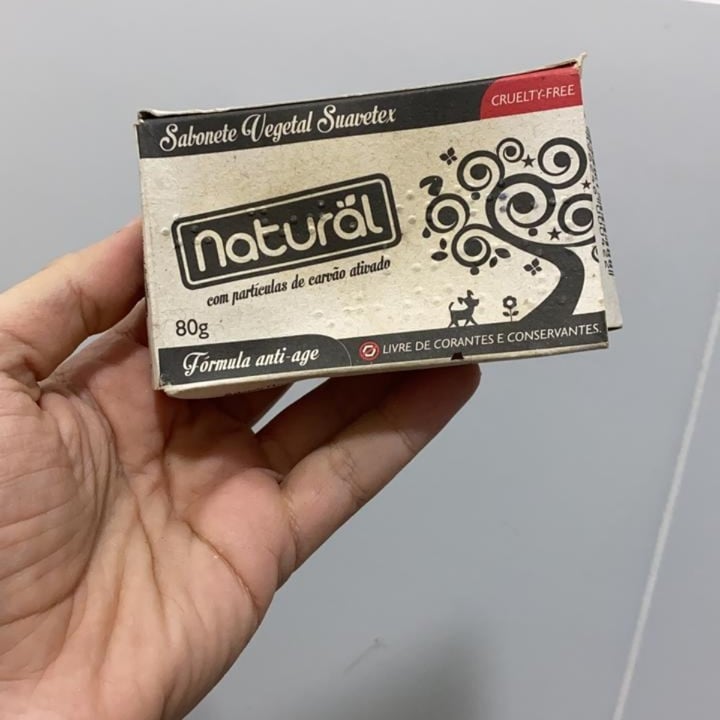 Sabonete Vegetal Suavetex
CRUELTY-FREE
naturäl
com partículas de carvão ativado
80g
Fórmula anti-age
LIVRE DE CORANTES E CONSERVANTES.